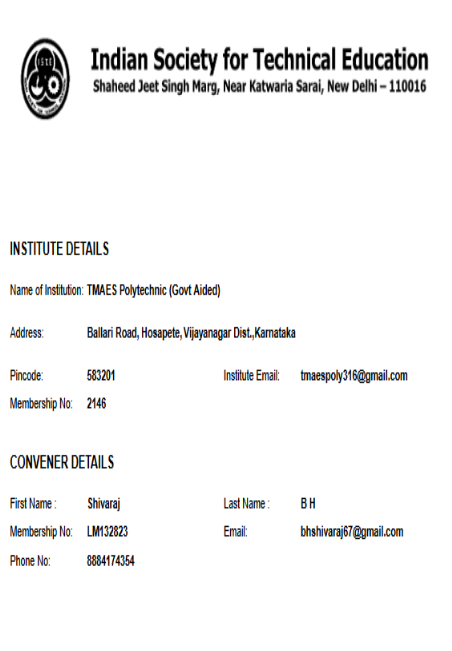 ISTE
Indian Society for Technical Education
Shaheed Jeet Singh Marg, Near Katwaria Sarai, New Delhi – 110016
INSTITUTE DETAILS
Name of Institution: TMAES Polytechnic (Govt Aided)
Address: Ballari Road, Hosapete, Vijayanagar Dist.,Karnataka
Pincode: 583201 Institute Email: tmaespoly316@gmail.com
Membership No: 2146
CONVENER DETAILS
First Name : Shivaraj Last Name : B H
Membership No: LM132823 Email: bhshivaraj67@gmail.com
Phone No: 8884174354